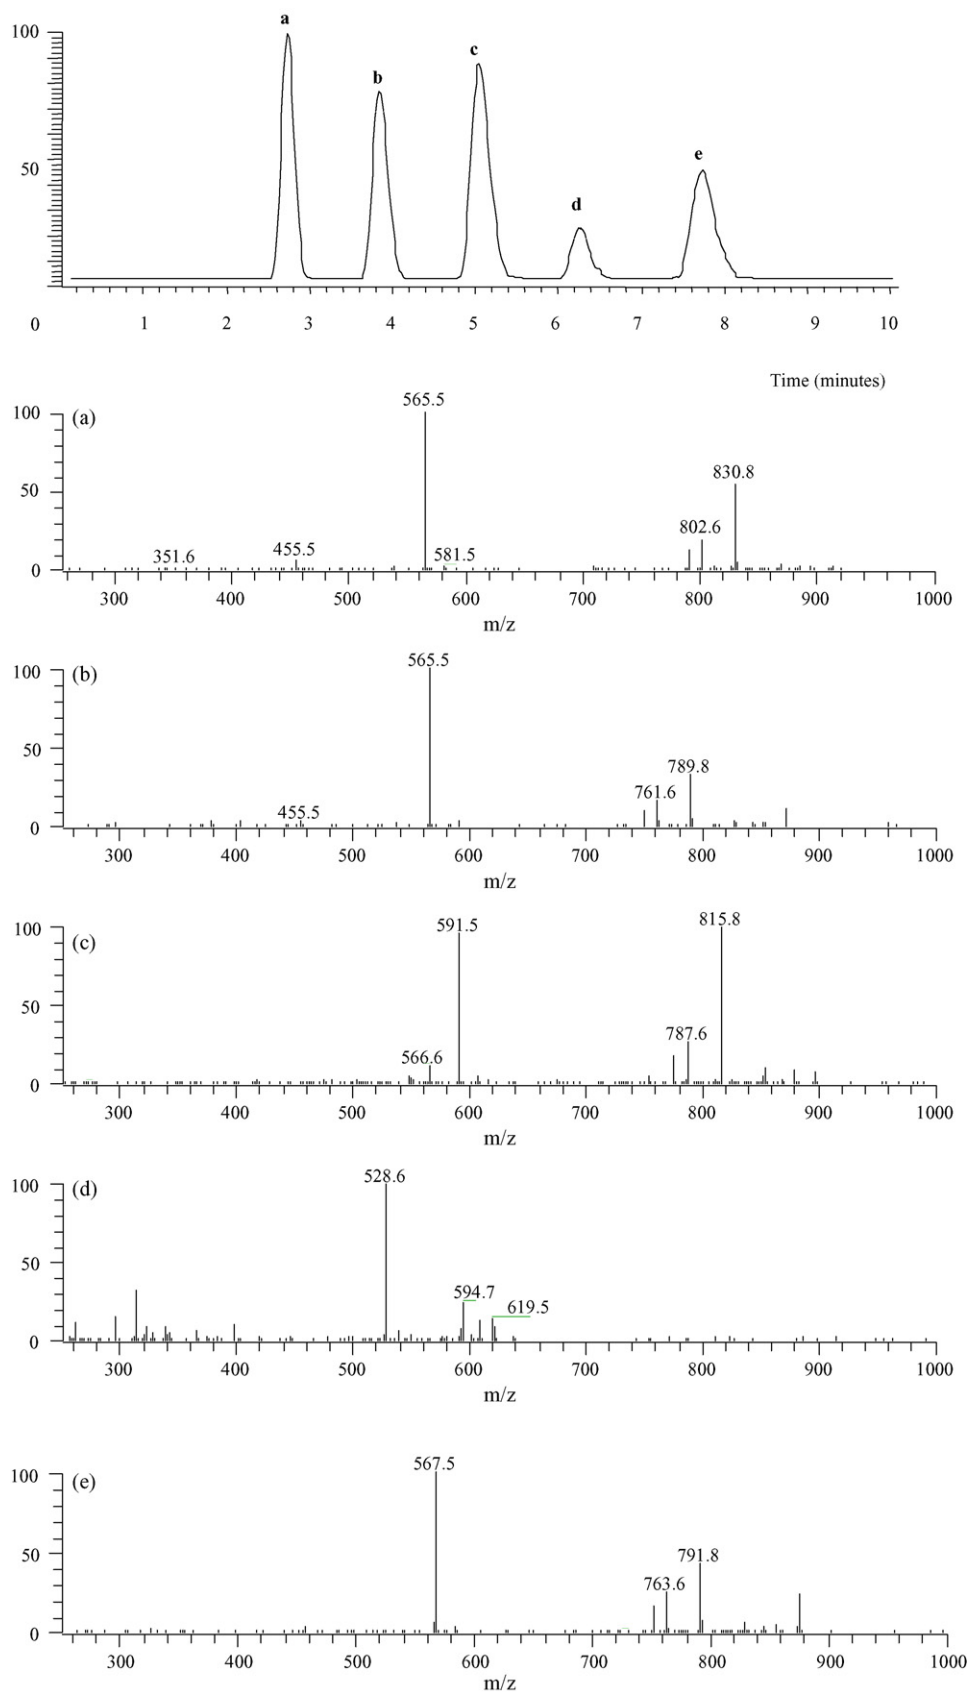 a
b
c
d
e
100
50
0 1 2 3 4 5 6 7 8 9 10
Time (minutes)
(a)
100
50
0
351.6 455.5 565.5 581.5 802.6 830.8
300 400 500 600 700 800 900 1000
m/z
(b)
100
50
0
455.5 565.5 761.6 789.8
300 400 500 600 700 800 900 1000
m/z
(c)
100
50
0
566.6 591.5 787.6 815.8
300 400 500 600 700 800 900 1000
m/z
(d)
100
50
0
528.6 594.7 619.5
300 400 500 600 700 800 900 1000
m/z
(e)
100
50
0
567.5 763.6 791.8
300 400 500 600 700 800 900 1000
m/z